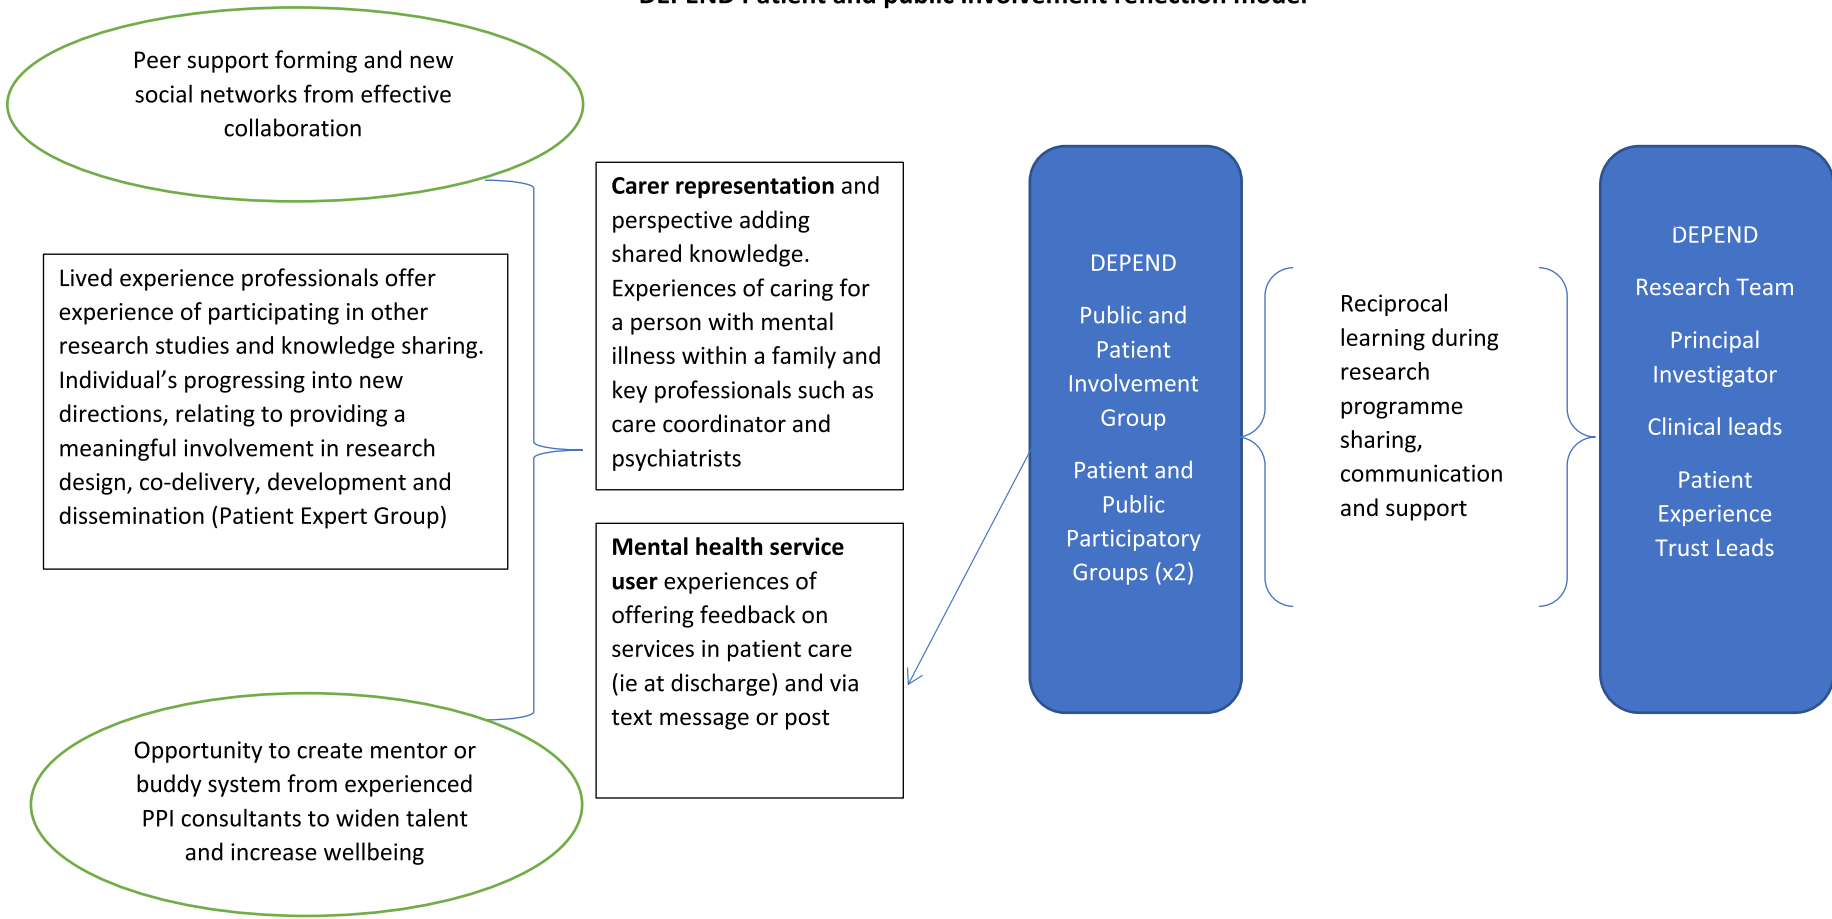 DEPEND Patient and public involvement reflection model
Peer support forming and new
social networks from effective
collaboration
Lived experience professionals offer
experience of participating in other
research studies and knowledge sharing.
Individual’s progressing into new
directions, relating to providing a
meaningful involvement in research
design, co-delivery, development and
dissemination (Patient Expert Group)
Opportunity to create mentor or
buddy system from experienced
PPI consultants to widen talent
and increase wellbeing
Carer representation and
perspective adding
shared knowledge.
Experiences of caring for
a person with mental
illness within a family and
key professionals such as
care coordinator and
psychiatrists
Mental health service
user experiences of
offering feedback on
services in patient care
(ie at discharge) and via
text message or post
DEPEND
Public and
Patient
Involvement
Group
Patient and
Public
Participatory
Groups (x2)
Reciprocal
learning during
research
programme
sharing,
communication
and support
DEPEND
Research Team
Principal
Investigator
Clinical leads
Patient
Experience
Trust Leads